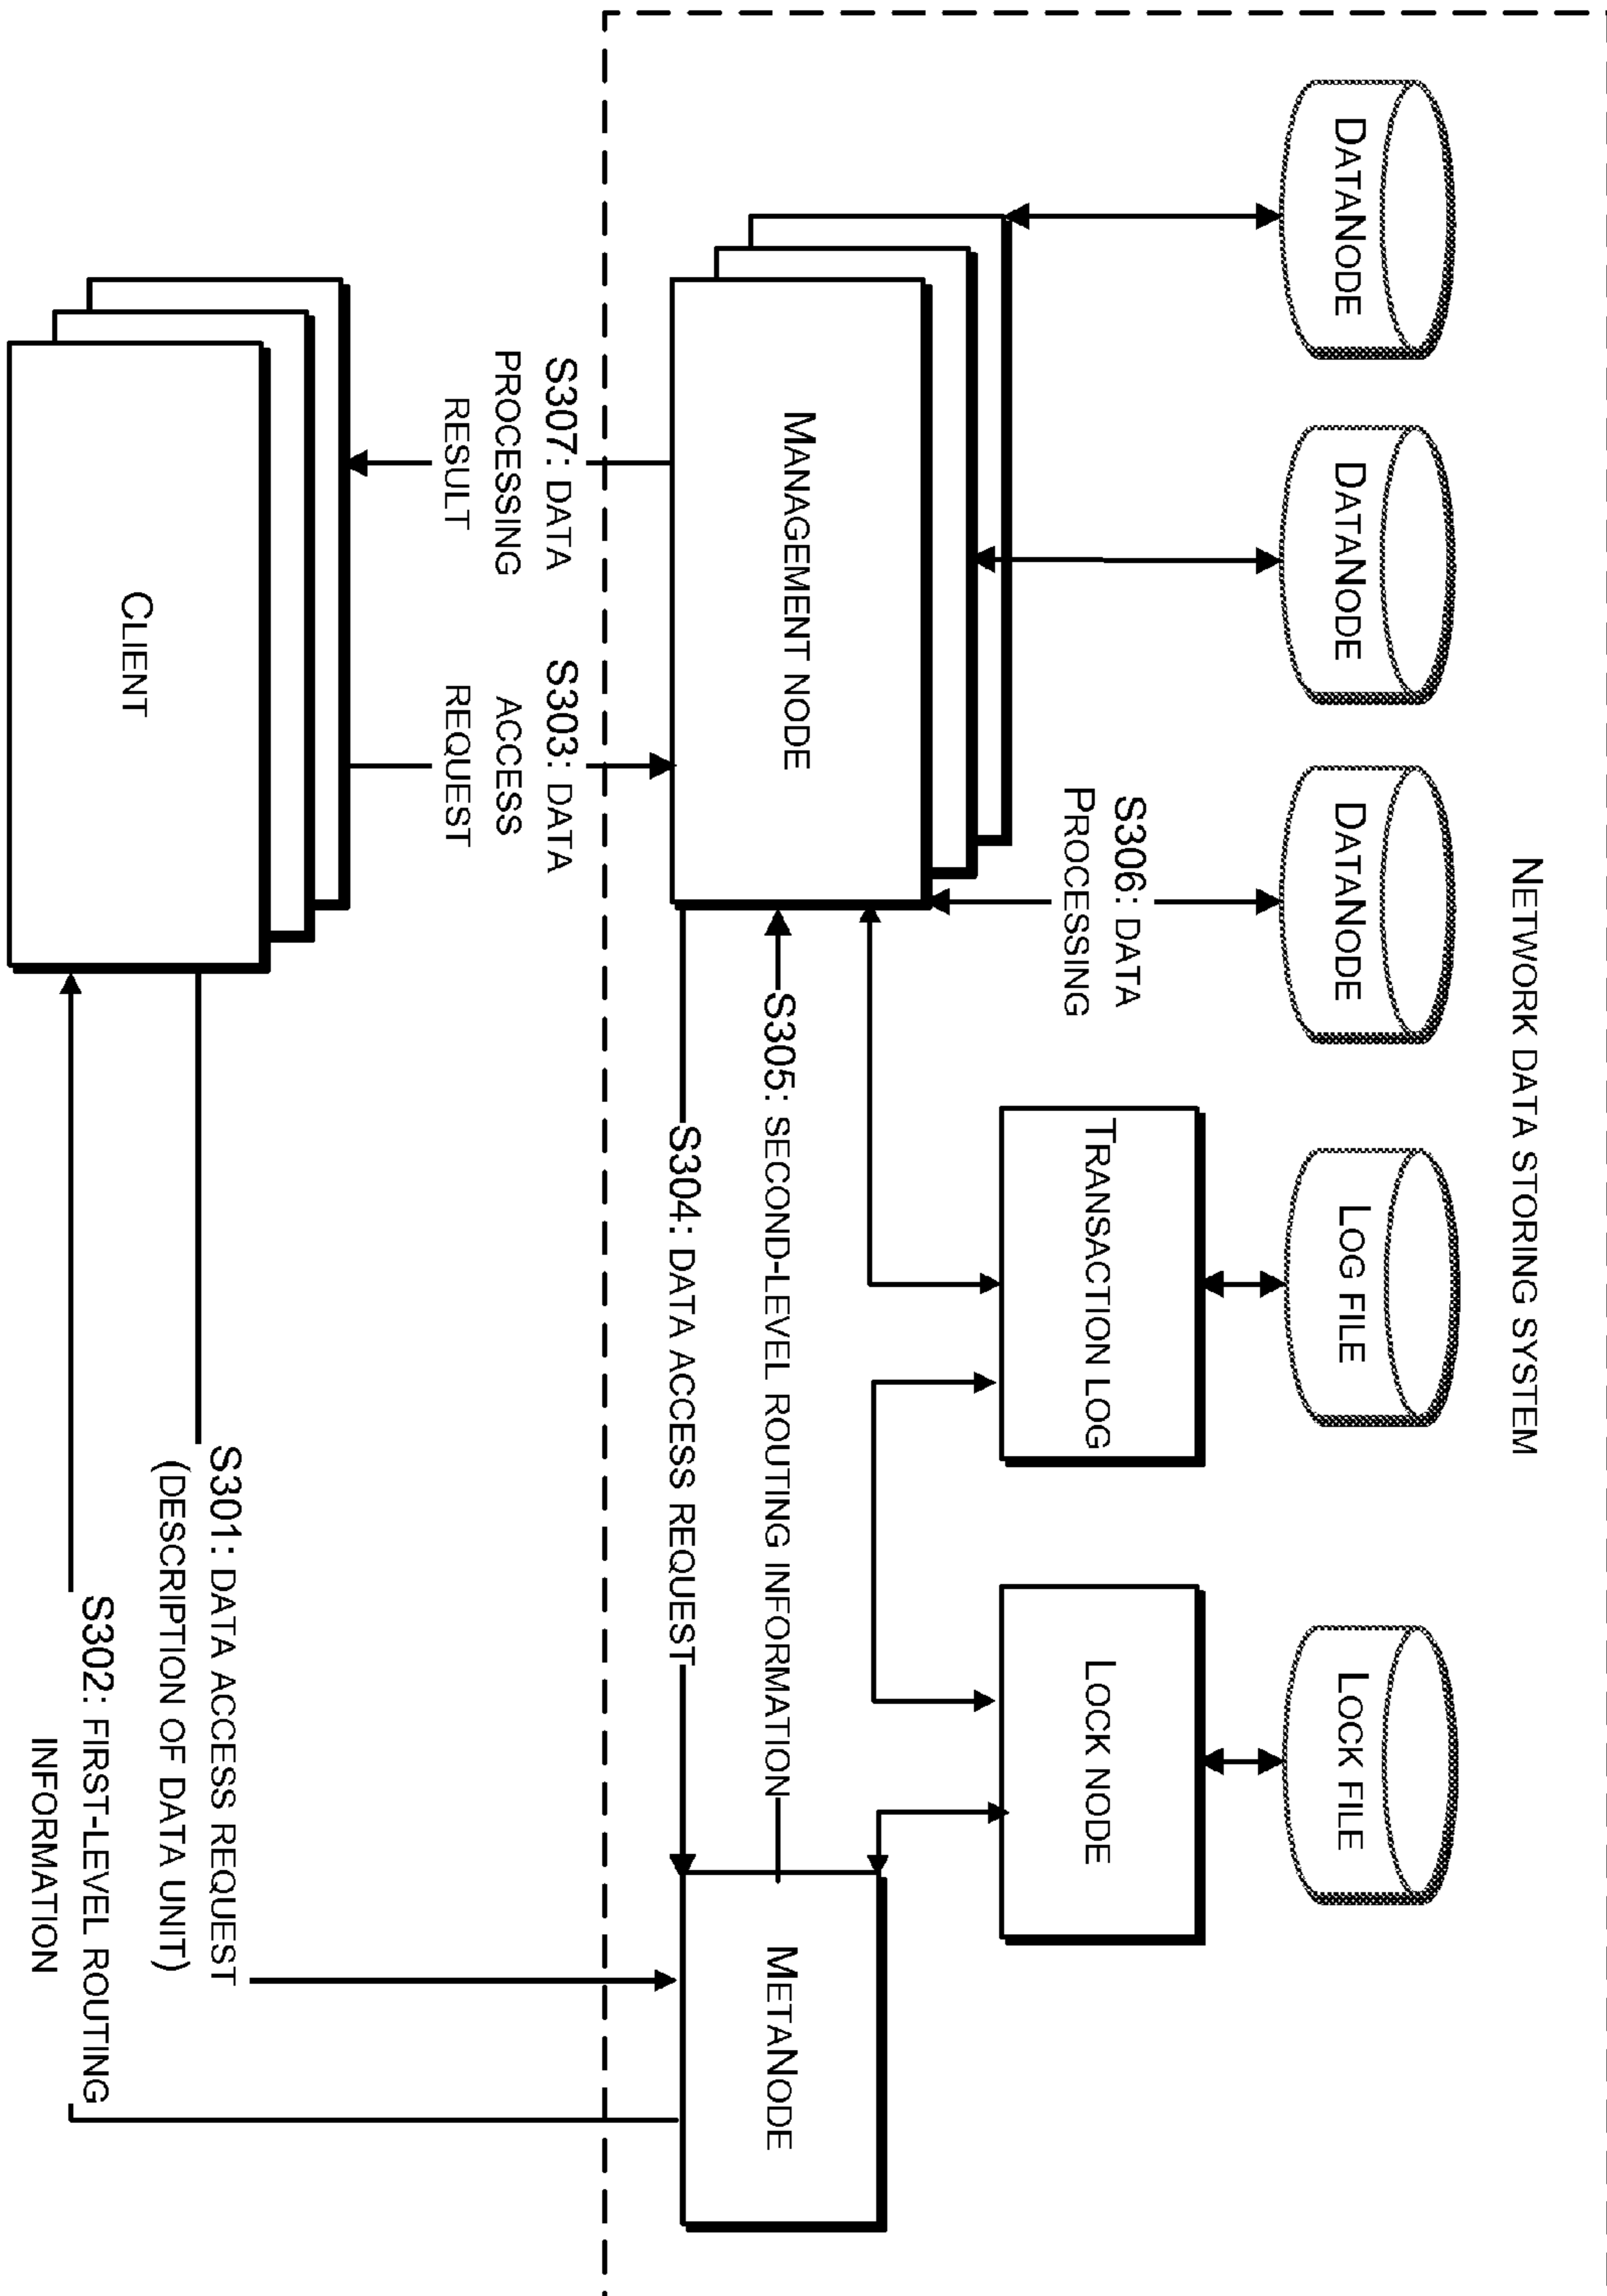 NETWORK DATA STORING SYSTEM
DATANODE
DATANODE
DATANODE
LOG FILE
LOCK FILE
S306: DATA
PROCESSING
TRANSACTION LOG
LOCK NODE
MANAGEMENT NODE
S305: SECOND-LEVEL ROUTING INFORMATION
S304: DATA ACCESS REQUEST
METANODE
S307: DATA
PROCESSING
RESULT
S303: DATA
ACCESS
REQUEST
CLIENT
S301: DATA ACCESS REQUEST
(DESCRIPTION OF DATA UNIT)
S302: FIRST-LEVEL ROUTING
INFORMATION